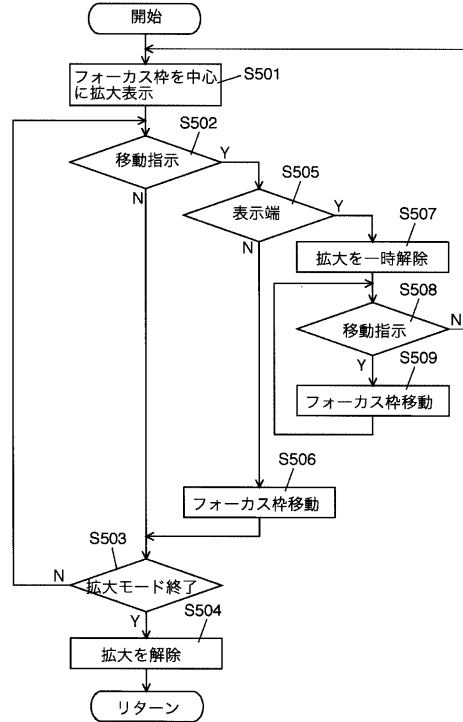 開始
フォーカス枠を中心
に拡大表示
S501
S502
移動指示
Y
N
S505
表示端
Y
N
S507
拡大を一時解除
S508
移動指示
N
Y
S509
フォーカス枠移動
S506
フォーカス枠移動
S503
拡大モード終了
N
Y
S504
拡大を解除
リターン